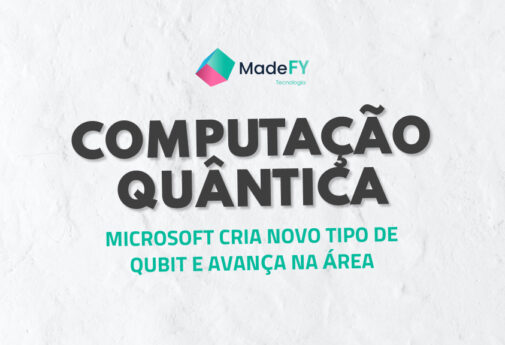 MadeFY
Tecnologia
COMPUTAÇÃO
QUÂNTICA
MICROSOFT CRIA NOVO TIPO DE
QUBIT E AVANÇA NA ÁREA